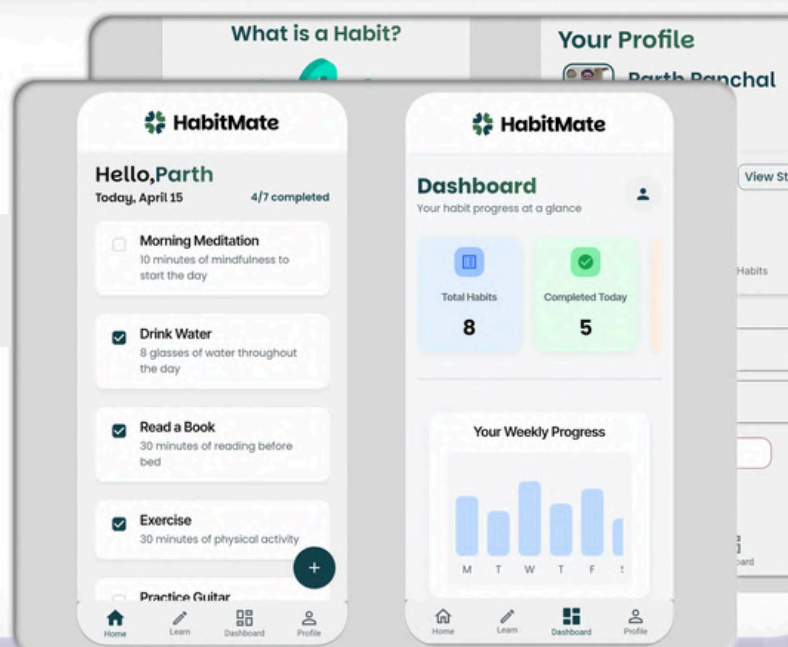 What is a Habit?
Your Profile
Parth Panchal
View St
Habits
HabitMate
Hello,Parth
Today, April 15
4/7 completed
Morning Meditation
10 minutes of mindfulness to
start the day
Drink Water
8 glasses of water throughout
the day
Read a Book
30 minutes of reading before
bed
Exercise
30 minutes of physical activity
+
Practice Guitar
Home
Learn
Dashboard
Profile
HabitMate
Dashboard
Your habit progress at a glance
Total Habits
8
Completed Today
5
Your Weekly Progress
M T W T F
Home
Learn
Dashboard
Profile